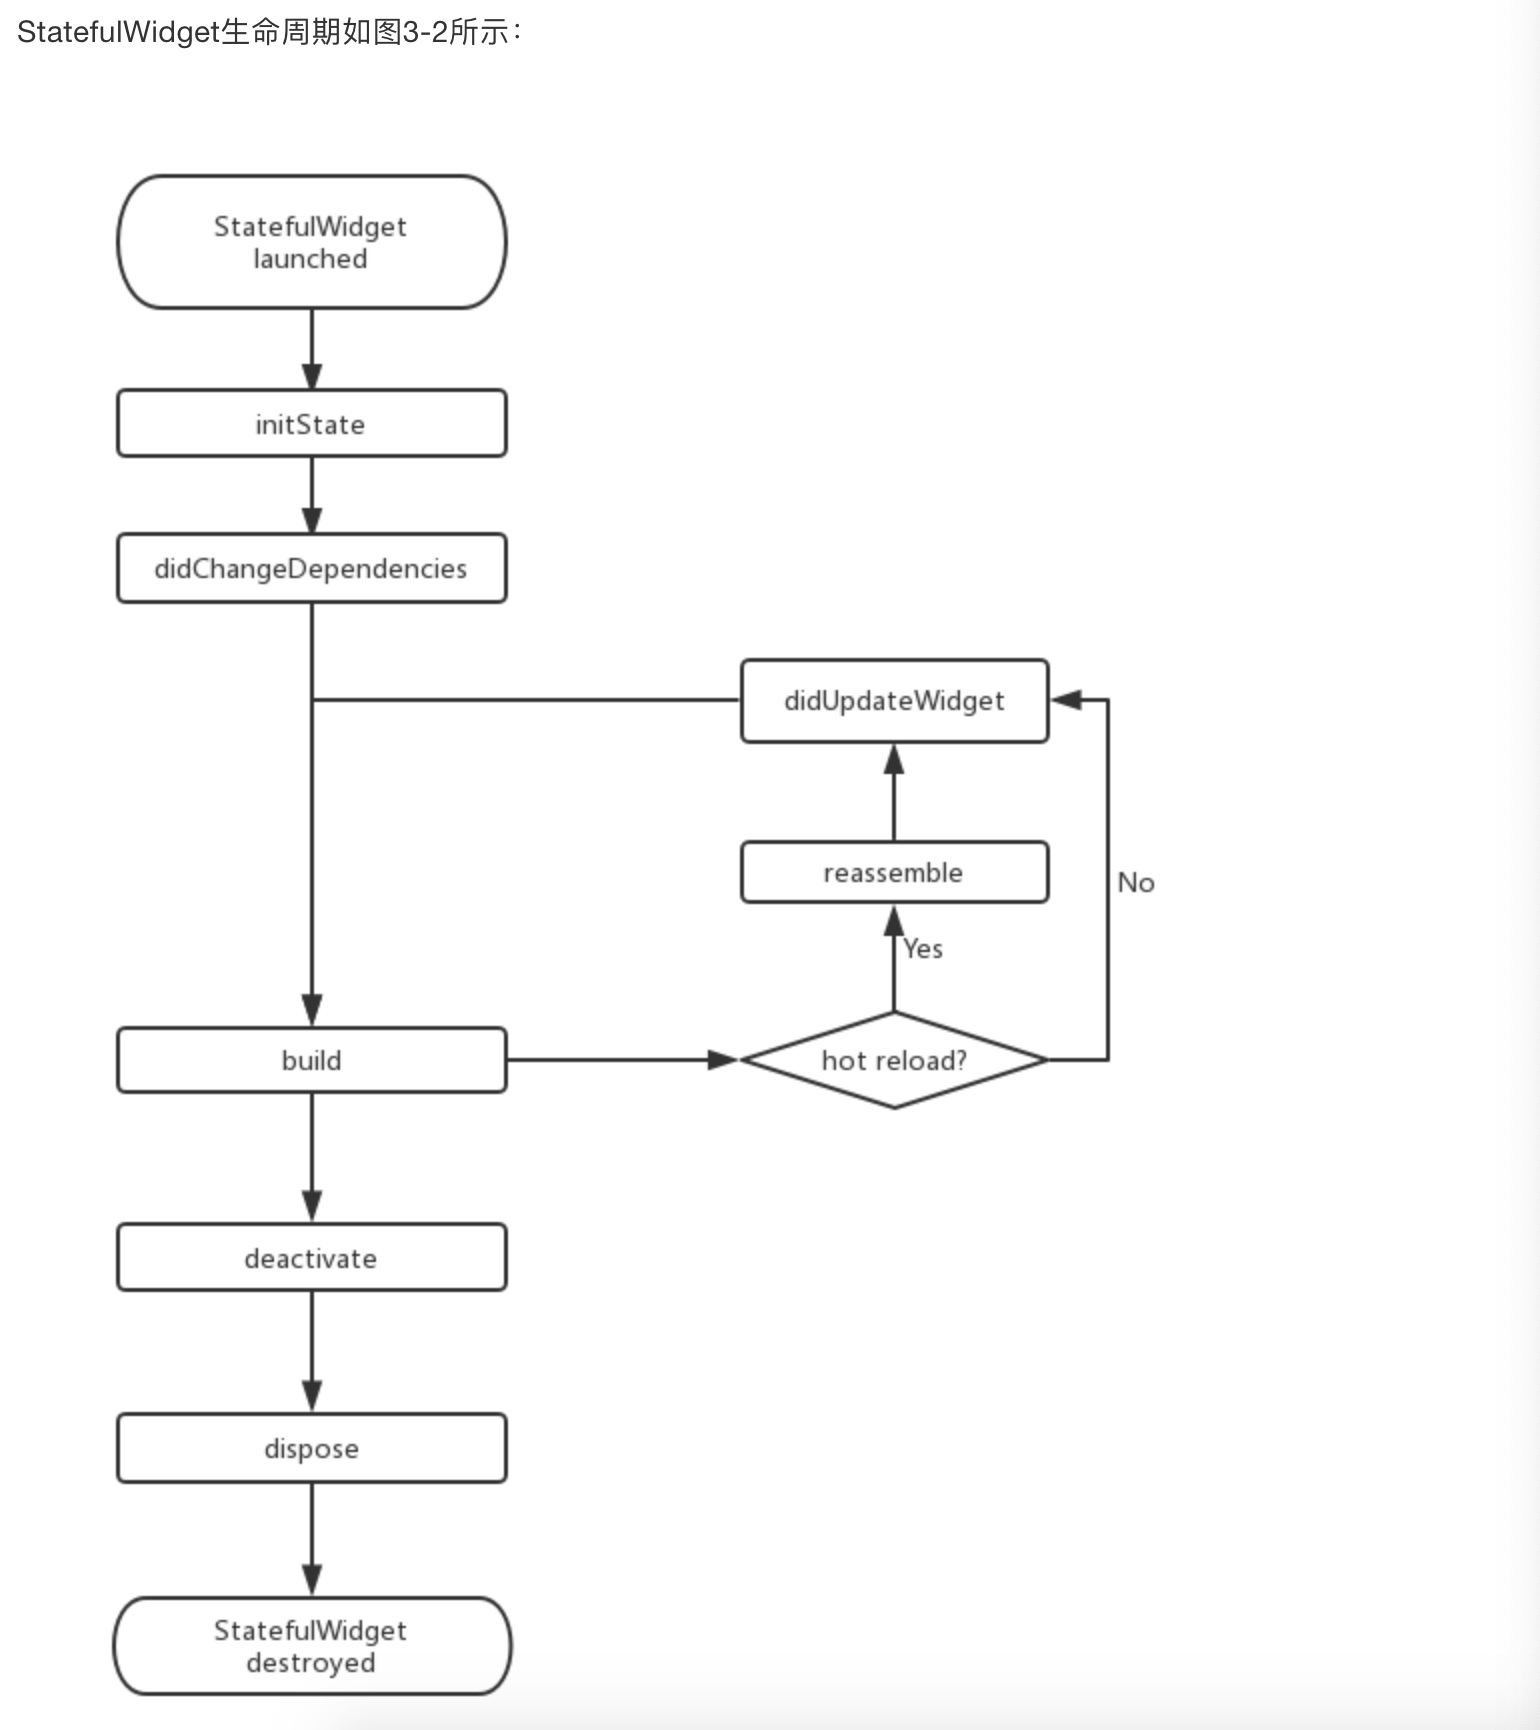 StatefulWidget生命周期如图3-2所示：
StatefulWidget
launched
initState
didChangeDependencies
didUpdateWidget
reassemble
No
Yes
build
hot reload?
deactivate
dispose
StatefulWidget
destroyed